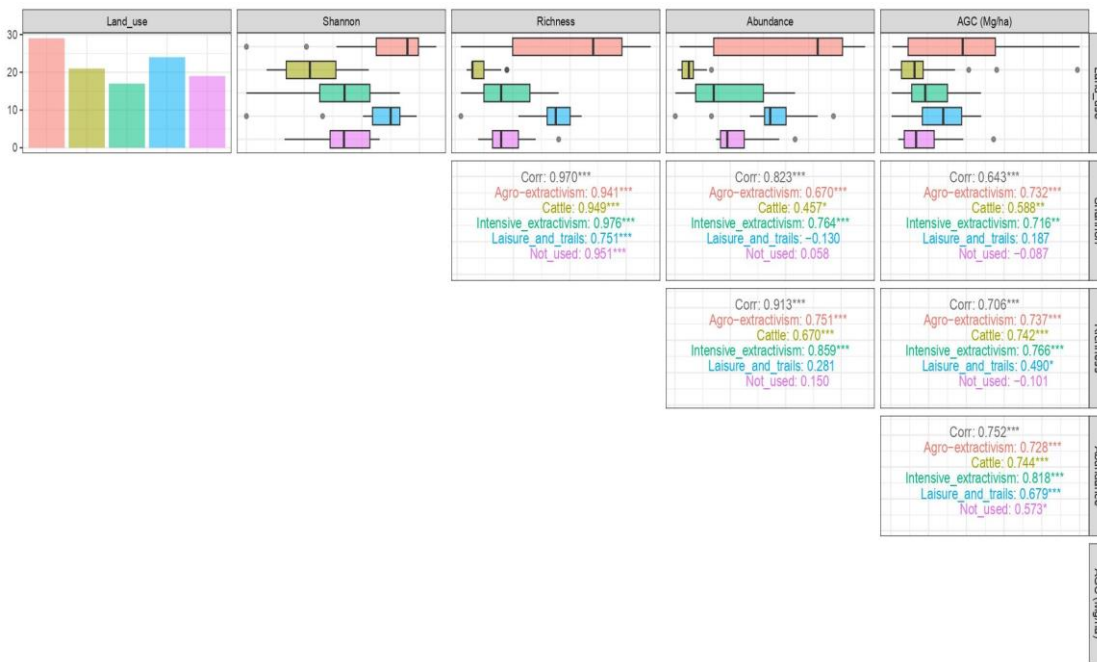 Land_use
Shannon
Richness
Abundance
AGC (Mg/ha)
30
20
10
0
Corr: 0.970***
Agro-extractivism: 0.941***
Cattle: 0.949***
Intensive_extractivism: 0.976***
Laisure_and_trails: 0.751***
Not_used: 0.951***
Corr: 0.823***
Agro-extractivism: 0.670***
Cattle: 0.457*
Intensive_extractivism: 0.764***
Laisure_and_trails: −0.130
Not_used: 0.058
Corr: 0.643***
Agro-extractivism: 0.732***
Cattle: 0.588**
Intensive_extractivism: 0.716**
Laisure_and_trails: 0.187
Not_used: −0.087
Corr: 0.913***
Agro-extractivism: 0.751***
Cattle: 0.670***
Intensive_extractivism: 0.859***
Laisure_and_trails: 0.281
Not_used: 0.150
Corr: 0.706***
Agro-extractivism: 0.737***
Cattle: 0.742***
Intensive_extractivism: 0.766***
Laisure_and_trails: 0.490*
Not_used: −0.101
Corr: 0.752***
Agro-extractivism: 0.728***
Cattle: 0.744***
Intensive_extractivism: 0.818***
Laisure_and_trails: 0.679***
Not_used: 0.573*